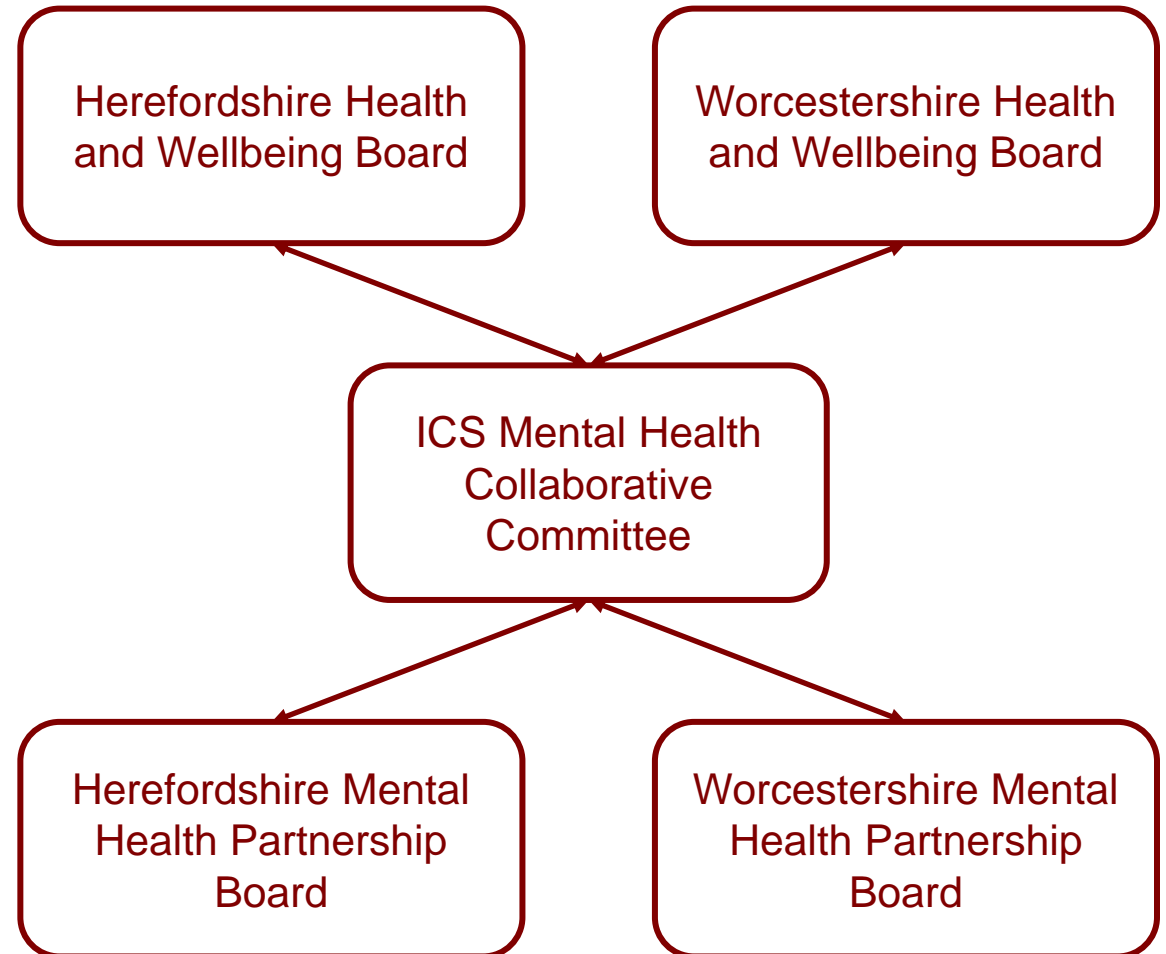 Herefordshire Health
and Wellbeing Board
Worcestershire Health
and Wellbeing Board
ICS Mental Health
Collaborative
Committee
Herefordshire Mental
Health Partnership
Board
Worcestershire Mental
Health Partnership
Board